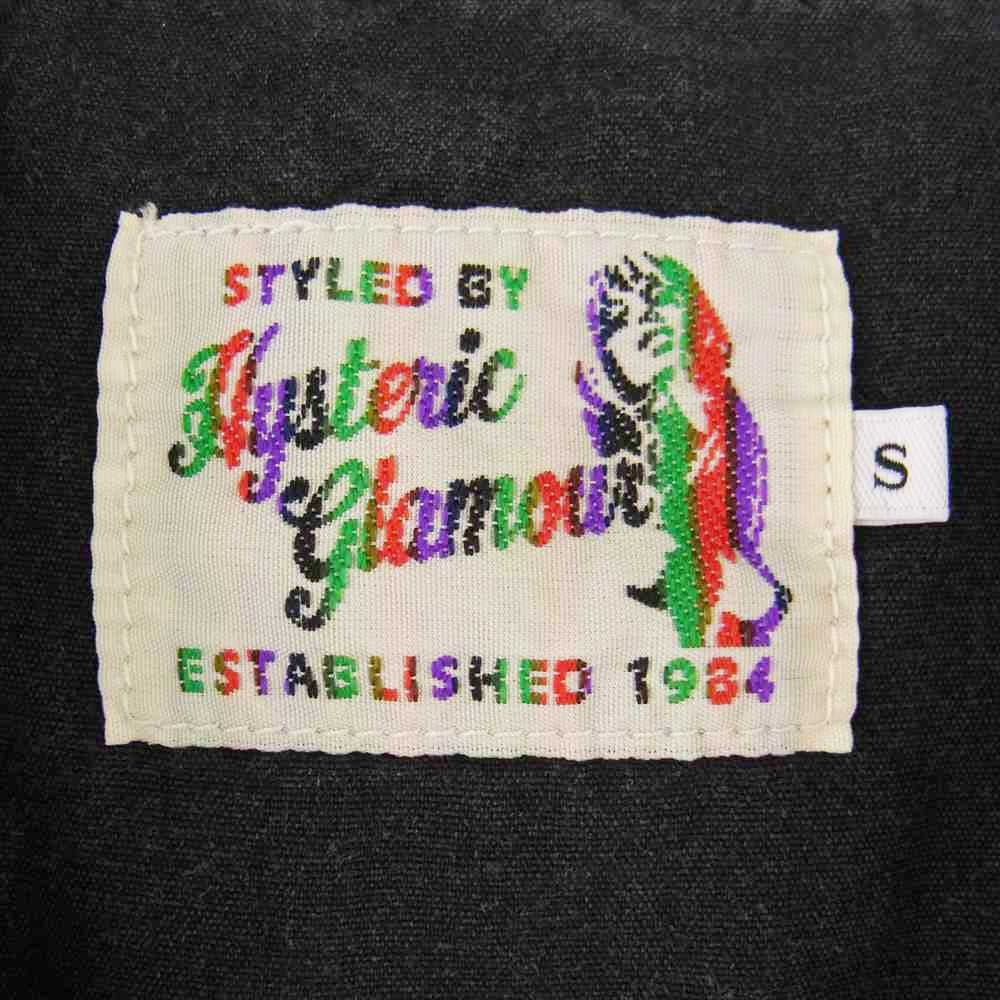 STYLED BY
Hysteric
Glamour
ESTABLISHED 1984
S